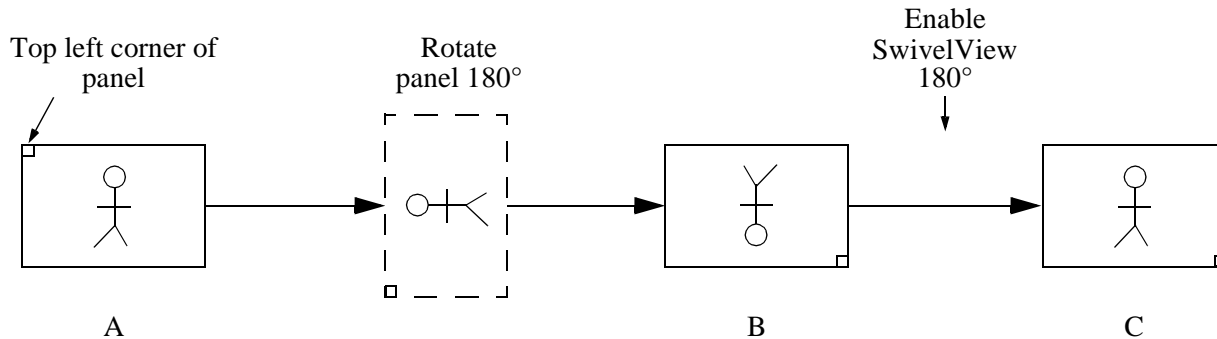 Top left corner of
panel
Rotate
panel 180°
Enable
SwivelView
180°
A
B
C